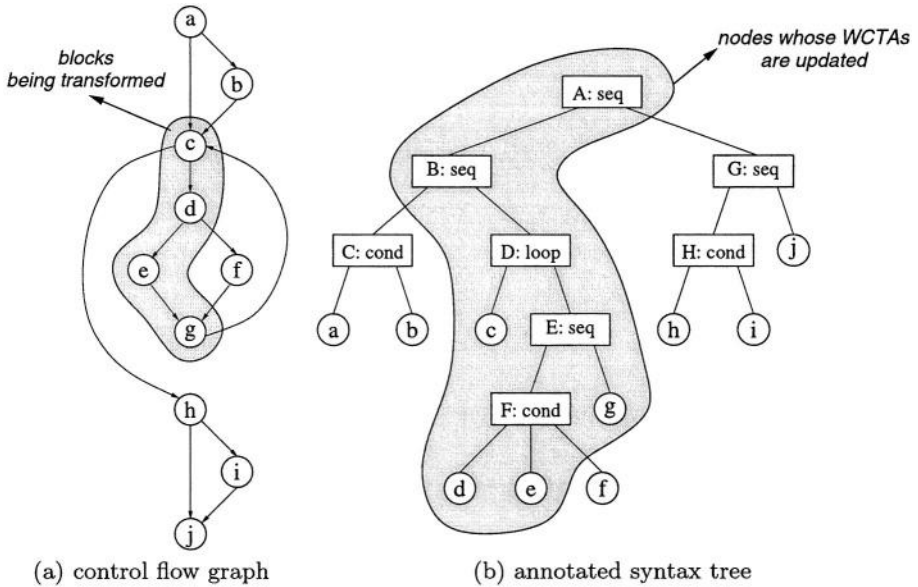 a
blocks
being transformed
b
c
d
e
f
g
h
i
j
(a) control flow graph
nodes whose WCTAs
are updated
A: seq
B: seq
G: seq
C: cond
D: loop
H: cond
j
a
b
c
E: seq
h
i
F: cond
g
d
e
f
(b) annotated syntax tree